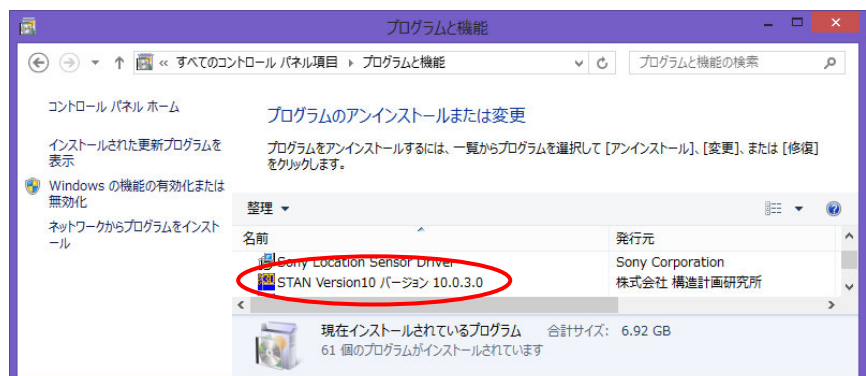 プログラムと機能
« すべてのコントロール パネル項目 ▸ プログラムと機能
プログラムと機能の検索
コントロール パネル ホーム
インストールされた更新プログラムを
表示
Windows の機能の有効化または
無効化
ネットワークからプログラムをインスト
ール
プログラムのアンインストールまたは変更
プログラムをアンインストールするには、一覧からプログラムを選択して [アンインストール]、[変更]、または [修復]
をクリックします。
整理
名前
発行元
Sony Location Sensor Driver
Sony Corporation
STAN Version10 バージョン 10.0.3.0
株式会社 構造計画研究所
現在インストールされているプログラム 合計サイズ: 6.92 GB
61 個のプログラムがインストールされています